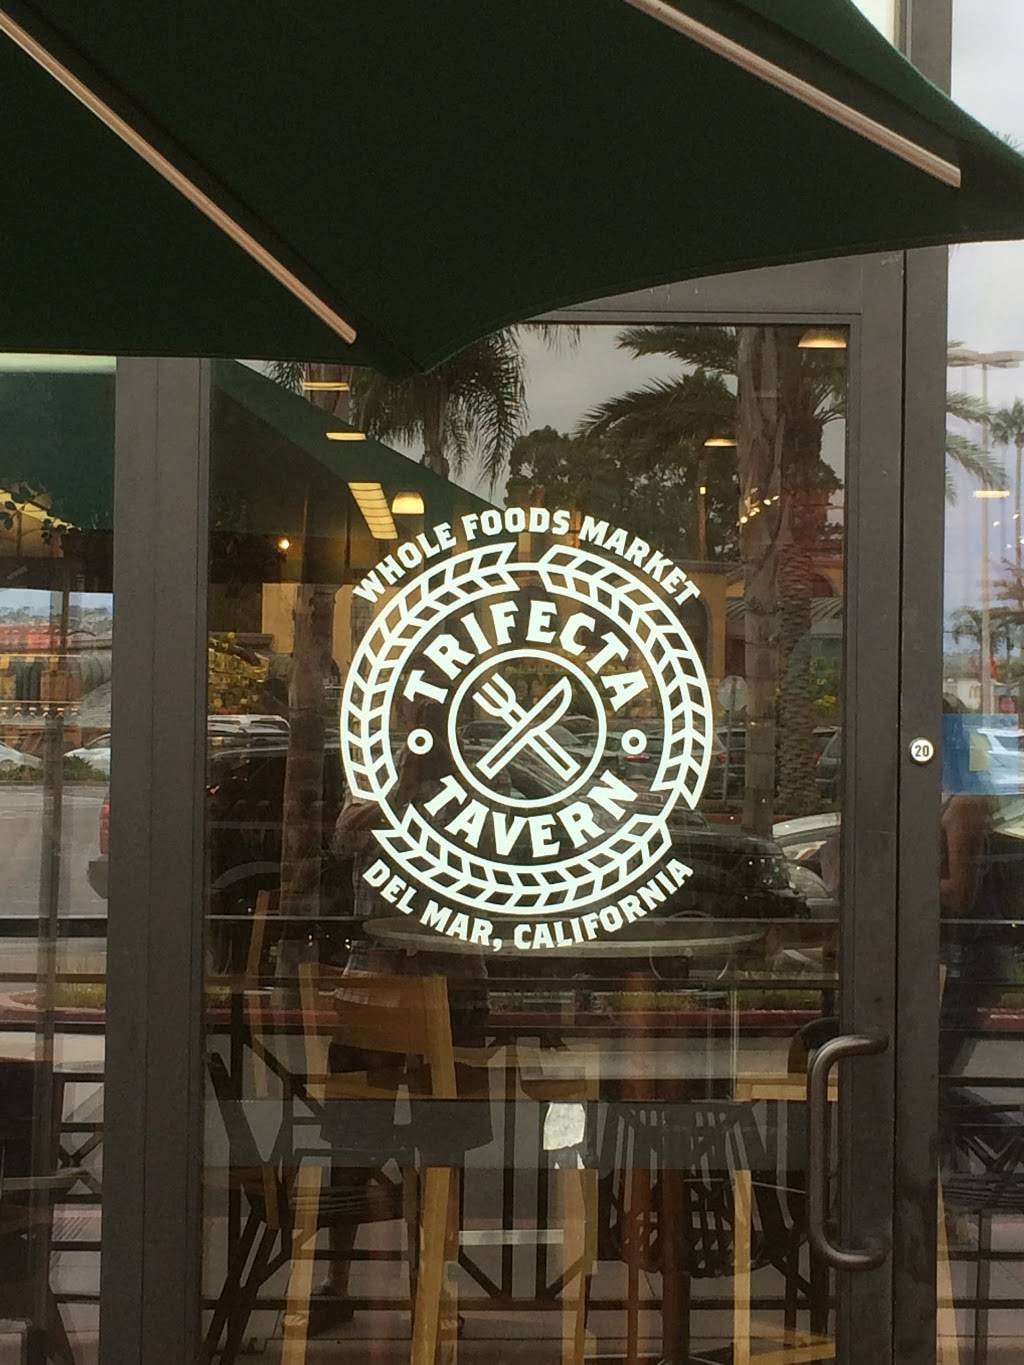 WHOLE FOODS MARKET
TRIFECTA
TAVERN
DEL MAR, CALIFORNIA
20